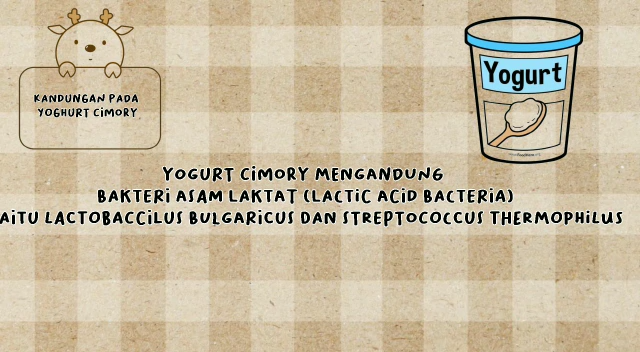 KANDUNGAN PADA
YOGHURT CIMORY
Yogurt
YOGURT CIMORY MENGANDUNG
BAKTERI ASAM LAKTAT (LACTIC ACID BACTERIA)
AITU LACTOBACCILUS BULGARICUS DAN STREPTOCOCCUS THERMOPHILUS